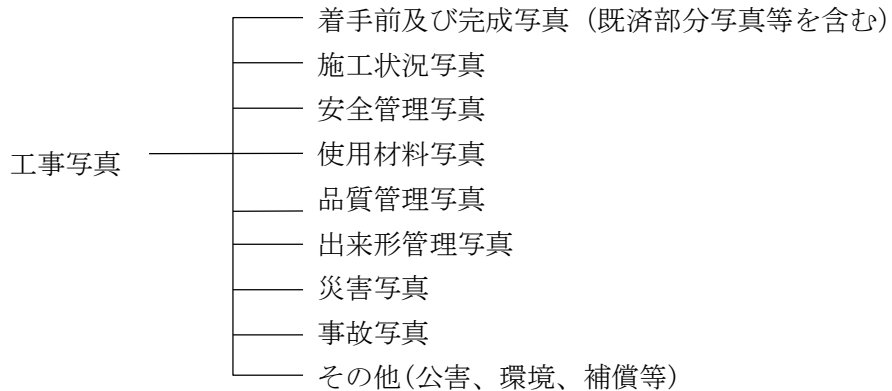 着手前及び完成写真（既済部分写真等を含む）
施工状況写真
安全管理写真
使用材料写真
工事写真
品質管理写真
出来形管理写真
災害写真
事故写真
その他(公害、環境、補償等)